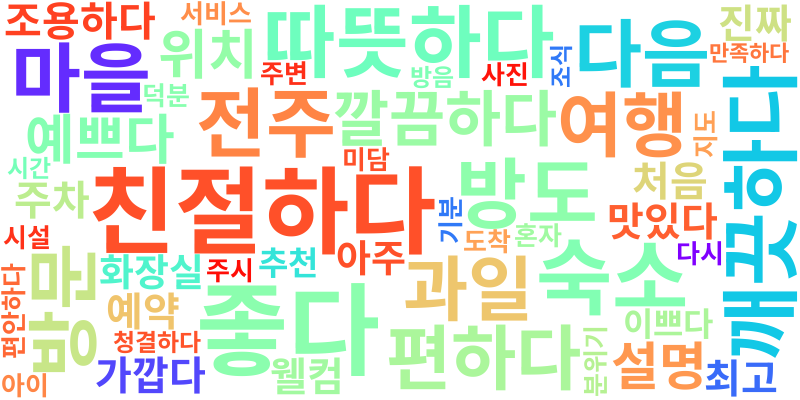 조용하다
서비스
따뜻하다
다음
진짜
마을
위치
주변
방음
사진
조식
만족하다
덕분
전주
깔끔하다
여행
지도
깨끗하다
예쁘다
시간
미담
주차
친절하다
방도
처음
맛있다
기분
시설
도착
혼자
다시
방문
화장실
주시
추천
아주
숙소
편안하다
예약
좋다
과일
이쁘다
청결하다
편하다
분위기
설명
아이
가깝다
웰컴
최고